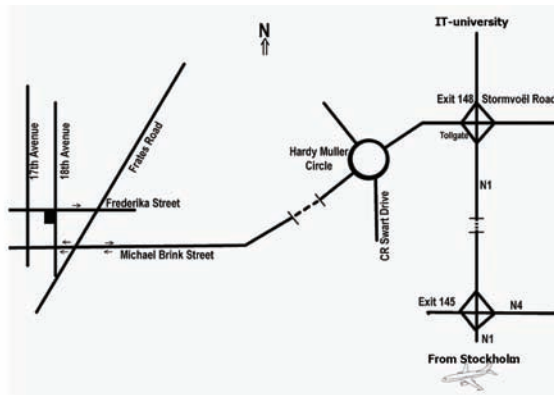 IT-university
N
Exit 148
Stormvoël Road
Tollgate
17th Avenue
18th Avenue
Frates Road
Hardy Muller
Circle
N1
Frederika Street
CR Swart Drive
Michael Brink Street
Exit 145
N4
N1
From Stockholm